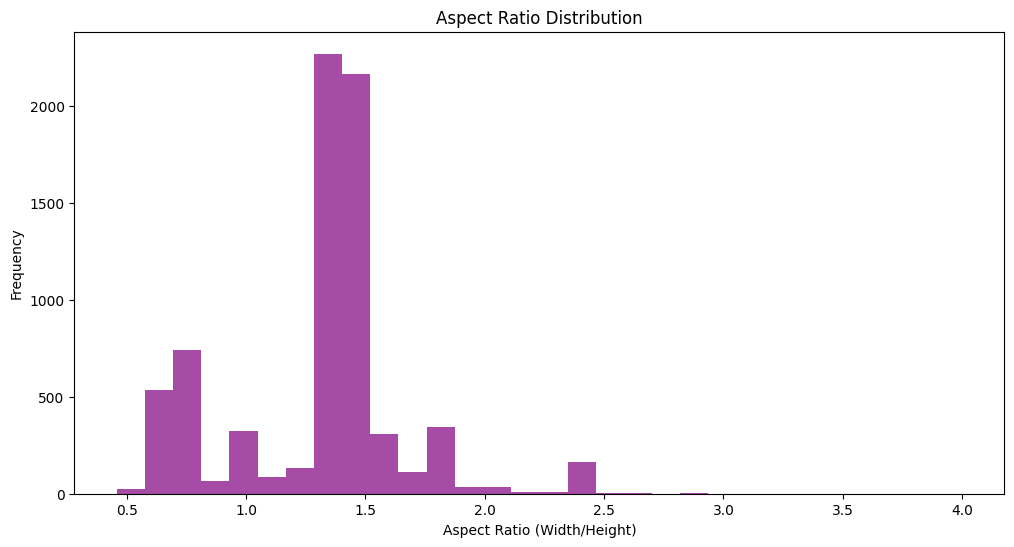 Aspect Ratio Distribution
Frequency
2000
1500
1000
500
0
0.5 1.0 1.5 2.0 2.5 3.0 3.5 4.0
Aspect Ratio (Width/Height)